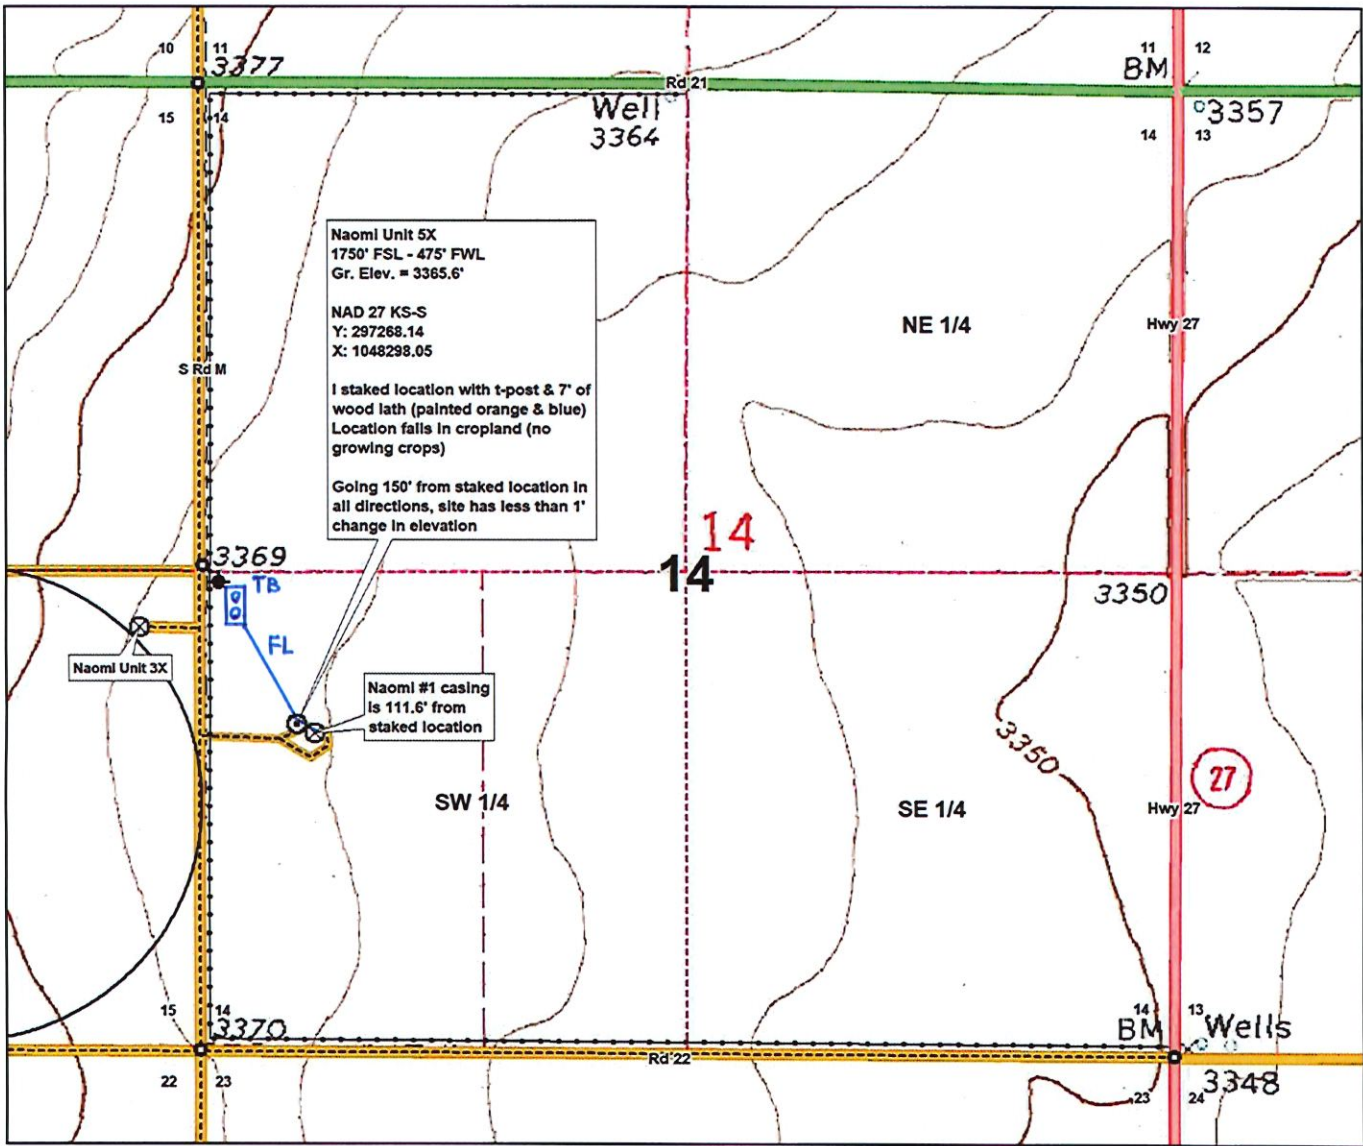 10
11
3377
11
12
BM
Rd 21
15
14
Well
3364
14
13
3357
Naomi Unit 5X
1750' FSL - 475' FWL
Gr. Elev. = 3365.6'
NAD 27 KS-S
Y: 297268.14
X: 1048298.05
I staked location with t-post & 7' of
wood lath (painted orange & blue)
Location falls in cropland (no
growing crops)
Going 150' from staked location in
all directions, site has less than 1'
change in elevation
NE 1/4
Hwy 27
S Rd M
14
14
3369
TB
3350
FL
Naomi Unit 3X
Naomi #1 casing
is 111.6' from
staked location
3350
27
SW 1/4
SE 1/4
Hwy 27
15
14
3370
14
13
BM
Wells
Rd 22
22
23
23
24
3348